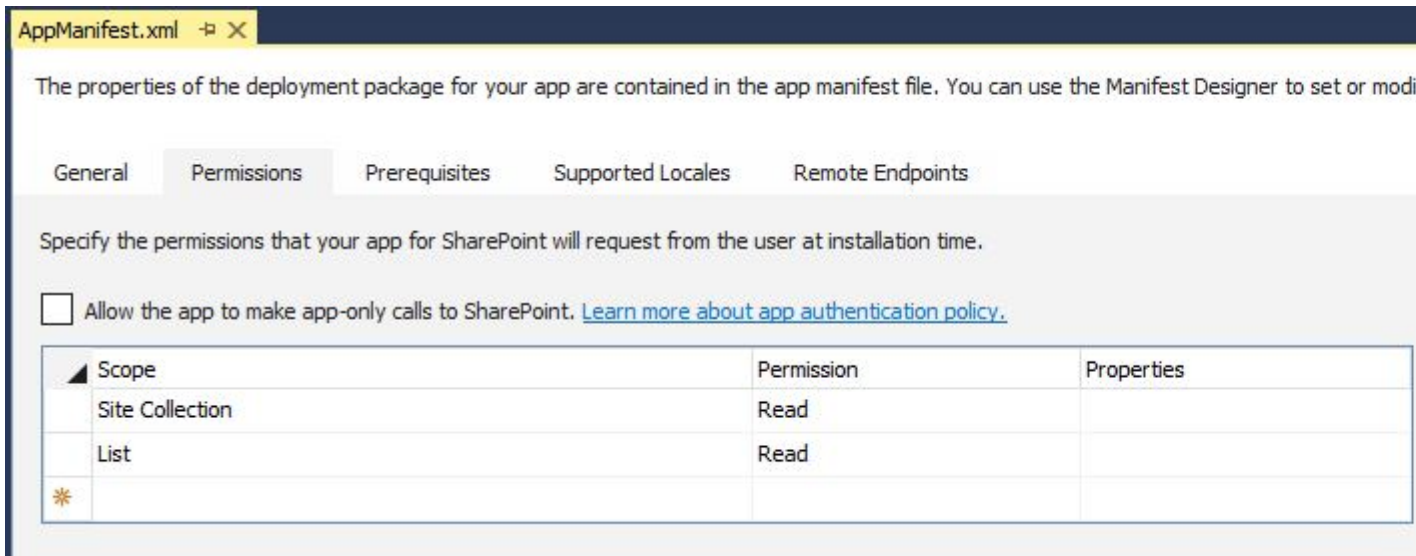 AppManifest.xml
The properties of the deployment package for your app are contained in the app manifest file. You can use the Manifest Designer to set or modi
General Permissions Prerequisites Supported Locales Remote Endpoints
Specify the permissions that your app for SharePoint will request from the user at installation time.
Allow the app to make app-only calls to SharePoint. Learn more about app authentication policy.
Scope Permission Properties
Site Collection Read
List Read